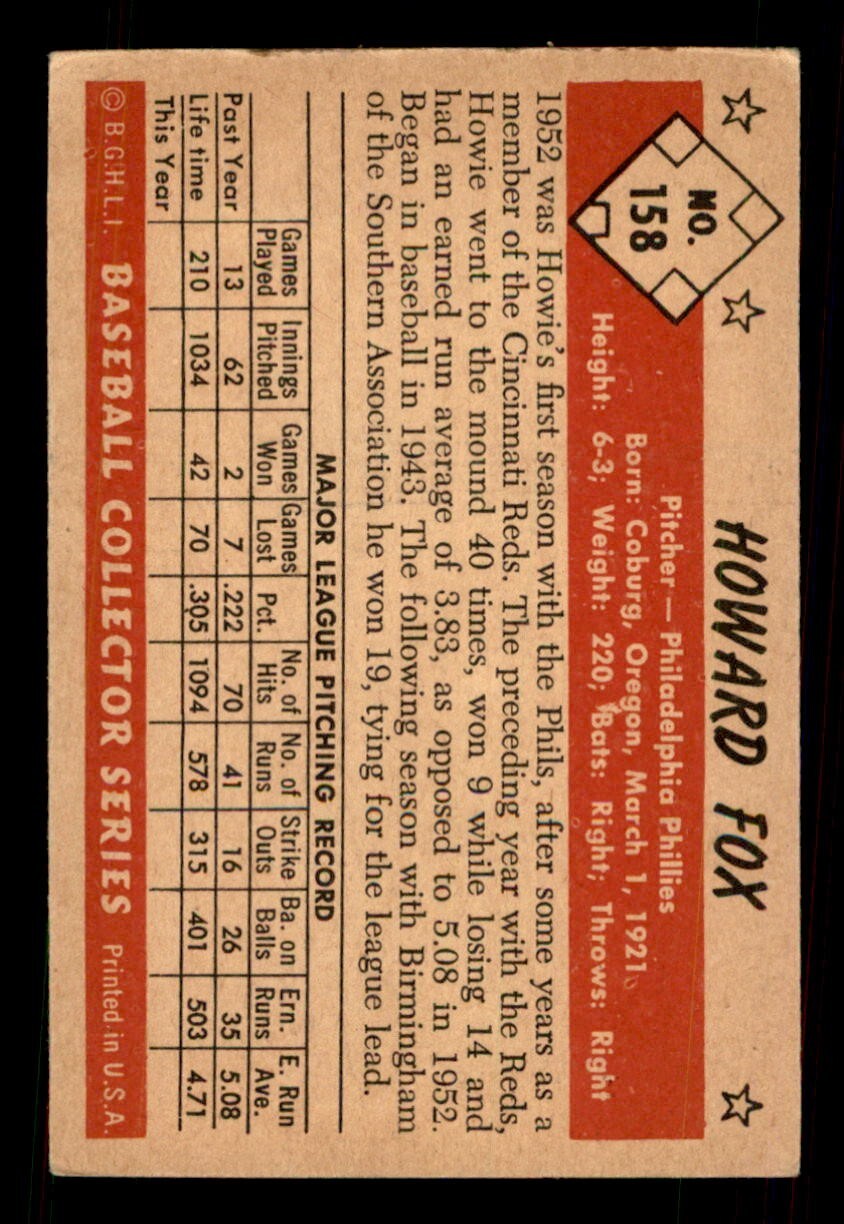 HOWARD FOX
NO.
158
Pitcher — Philadelphia Phillies
Born: Coburg, Oregon, March 1, 1921
Height: 6-3; Weight: 220; Bats: Right; Throws: Right
1952 was Howie's first season with the Phils, after some years as a
member of the Cincinnati Reds. The preceding year with the Reds,
Howie went to the mound 40 times, won 9 while losing 14 and
had an earned run average of 3.83, as opposed to 5.08 in 1952.
Began in baseball in 1943. The following season with Birmingham
of the Southern Association he won 19, tying for the league lead.
MAJOR LEAGUE PITCHING RECORD
Games Played Innings Pitched Games Won Games Lost Pct. No. of Hits No. of Runs Strike Outs Ba. on Balls Ern. Runs E. Run Ave.
Past Year 13 62 2 7 .222 70 41 16 26 35 5.08
Life time 210 1034 42 70 .305 1094 578 315 401 503 4.71
This Year
© B.G.H.L.I. BASEBALL COLLECTOR SERIES Printed in U.S.A.